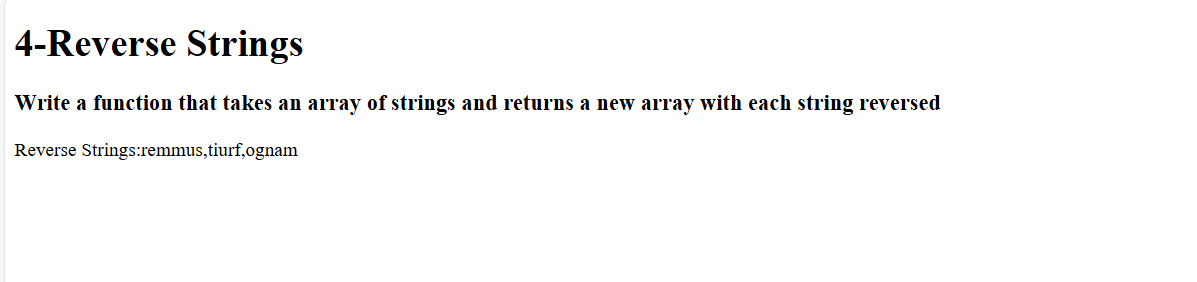 4-Reverse Strings
Write a function that takes an array of strings and returns a new array with each string reversed
Reverse Strings:remmus,tiurf,ognam